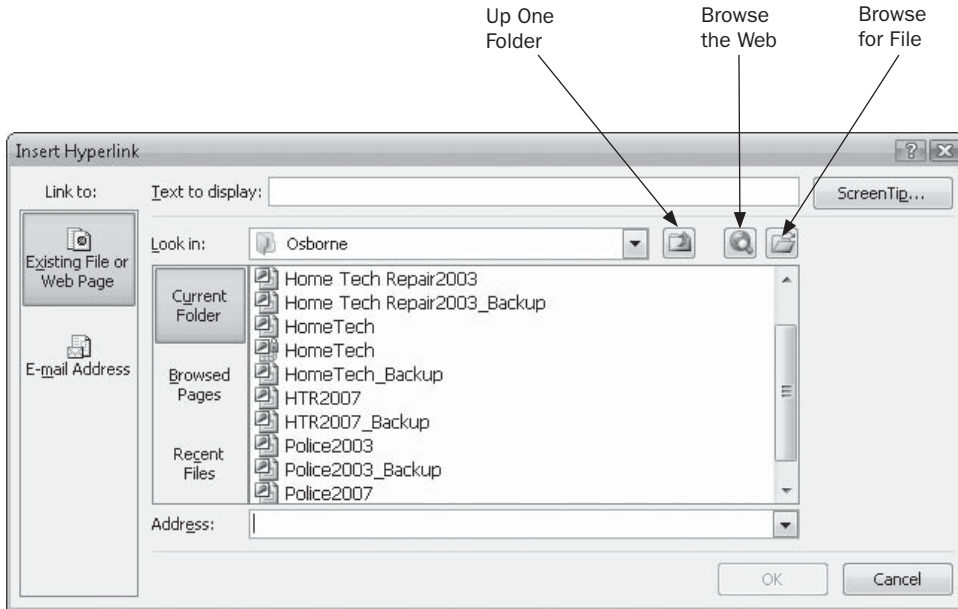 Up One
Folder
Browse
the Web
Browse
for File
Insert Hyperlink
Link to:
Text to display:
ScreenTip...
Existing File or
Web Page
E-mail Address
Look in:
Osborne
Current
Folder
Browsed
Pages
Recent
Files
Home Tech Repair2003
Home Tech Repair2003_Backup
HomeTech
HomeTech
HomeTech_Backup
HTR2007
HTR2007_Backup
Police2003
Police2003_Backup
Police2007
Address:
OK
Cancel